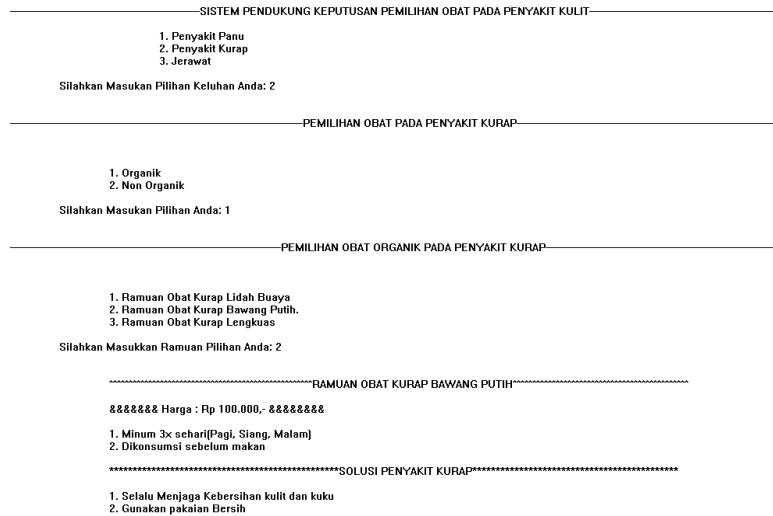 SISTEM PENDUKUNG KEPUTUSAN PEMILIHAN OBAT PADA PENYAKIT KULIT
1. Penyakit Panu
2. Penyakit Kurap
3. Jerawat
Silahkan Masukan Pilihan Keluhan Anda: 2
PEMILIHAN OBAT PADA PENYAKIT KURAP
1. Organik
2. Non Organik
Silahkan Masukan Pilihan Anda: 1
PEMILIHAN OBAT ORGANIK PADA PENYAKIT KURAP
1. Ramuan Obat Kurap Lidah Buaya
2. Ramuan Obat Kurap Bawang Putih.
3. Ramuan Obat Kurap Lengkuas
Silahkan Masukkan Ramuan Pilihan Anda: 2
^^^^^^^^^^^^^^^^^^^^^^^^^^^^^^^^^^^^^^^^^^^^^^^^^^RAMUAN OBAT KURAP BAWANG PUTIH^^^^^^^^^^^^^^^^^^^^^^^^^^^^^^^^^^^^^^^^^^^
&&&&&&& Harga : Rp 100.000,- &&&&&&&&
1. Minum 3x sehari(Pagi, Siang, Malam)
2. Dikonsumsi sebelum makan
*************************************************SOLUSI PENYAKIT KURAP********************************************
1. Selalu Menjaga Kebersihan kulit dan kuku
2. Gunakan pakaian Bersih